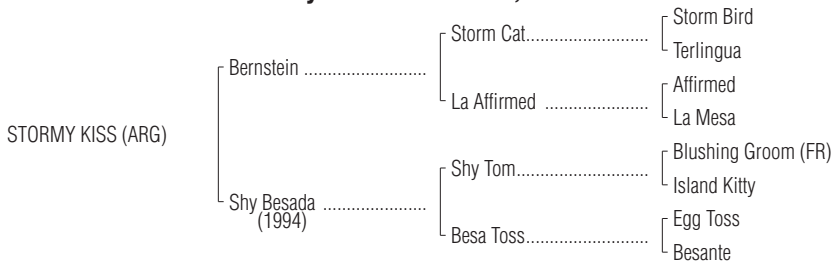 Storm Bird
Storm Cat..................................
Terlingua
Bernstein ..................................
Affirmed
La Affirmed ............................
La Mesa
STORMY KISS (ARG)
Blushing Groom (FR)
Shy Tom...................................
Island Kitty
Shy Besada ............................
(1994)
Egg Toss
Besa Toss.................................
Besante